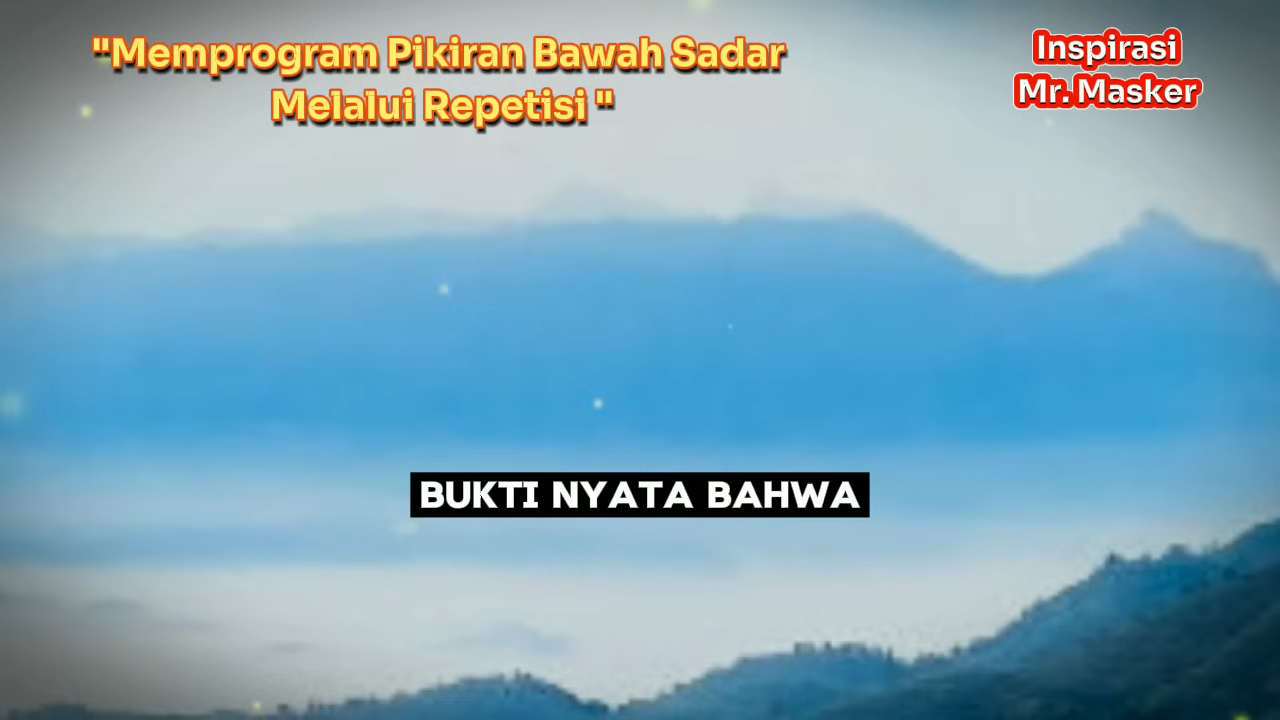 "Memprogram Pikiran Bawah Sadar
Melalui Repetisi "
Inspirasi
Mr. Masker
BUKTI NYATA BAHWA